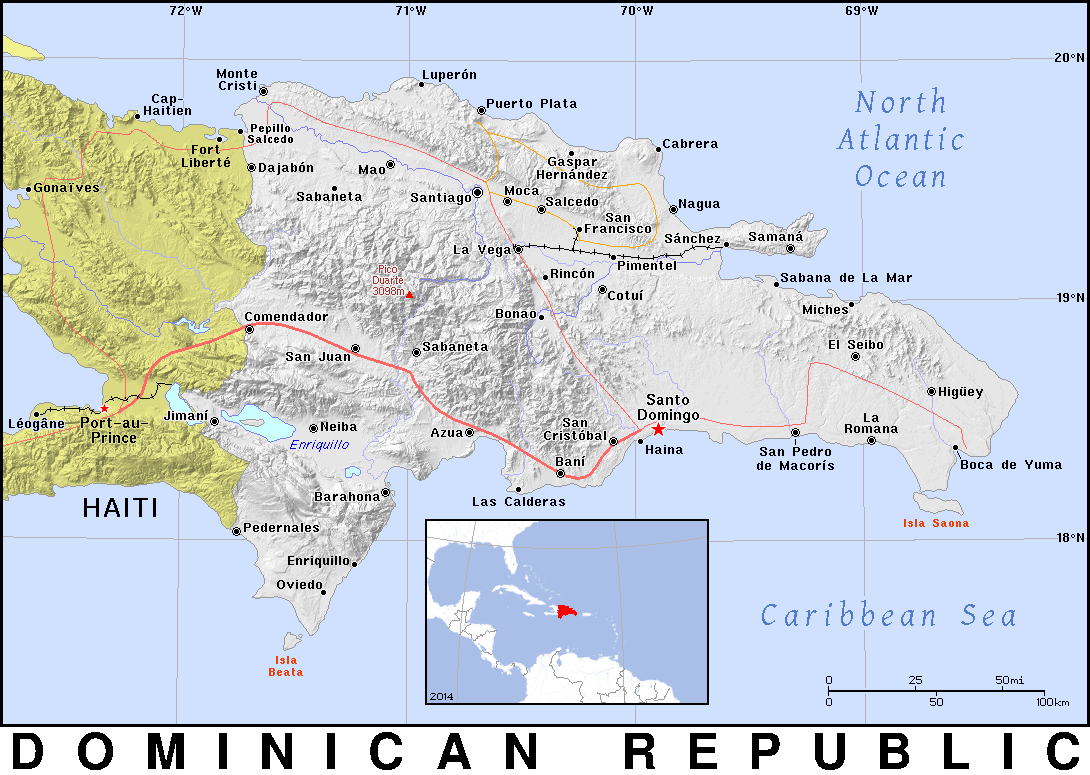 72°W
71°W
70°W
69°W
20°N
19°N
18°N
Monte
Cristi
Luperón
Cap-
Haitien
Puerto Plata
North
Atlantic
Ocean
Pepillo
Salcedo
Fort
Liberté
Cabrera
Gaspar
Hernández
Dajabón
Mao
Gonaïves
Sabaneta
Santiago
Moca
Salcedo
Nagua
San
Francisco
Sánchez
Samaná
La Vega
Pimentel
Pico
Duarte
3098m
Rincón
Sabana de La Mar
Cotuí
Miches
Bonao
Comendador
San Juan
Sabaneta
El Seibo
Higüey
Santo
Domingo
Léogâne
Port-au-
Prince
Jimaní
Neiba
Enriquillo
Azua
San
Cristóbal
Haina
La
Romana
San Pedro
de Macorís
Baní
Boca de Yuma
Barahona
Las Calderas
HAITI
Isla Saona
Pedernales
Enriquillo
Oviedo
Caribbean Sea
Isla
Beata
2014
0 25 50mi
0 50 100km
DOMINICAN REPUBLIC